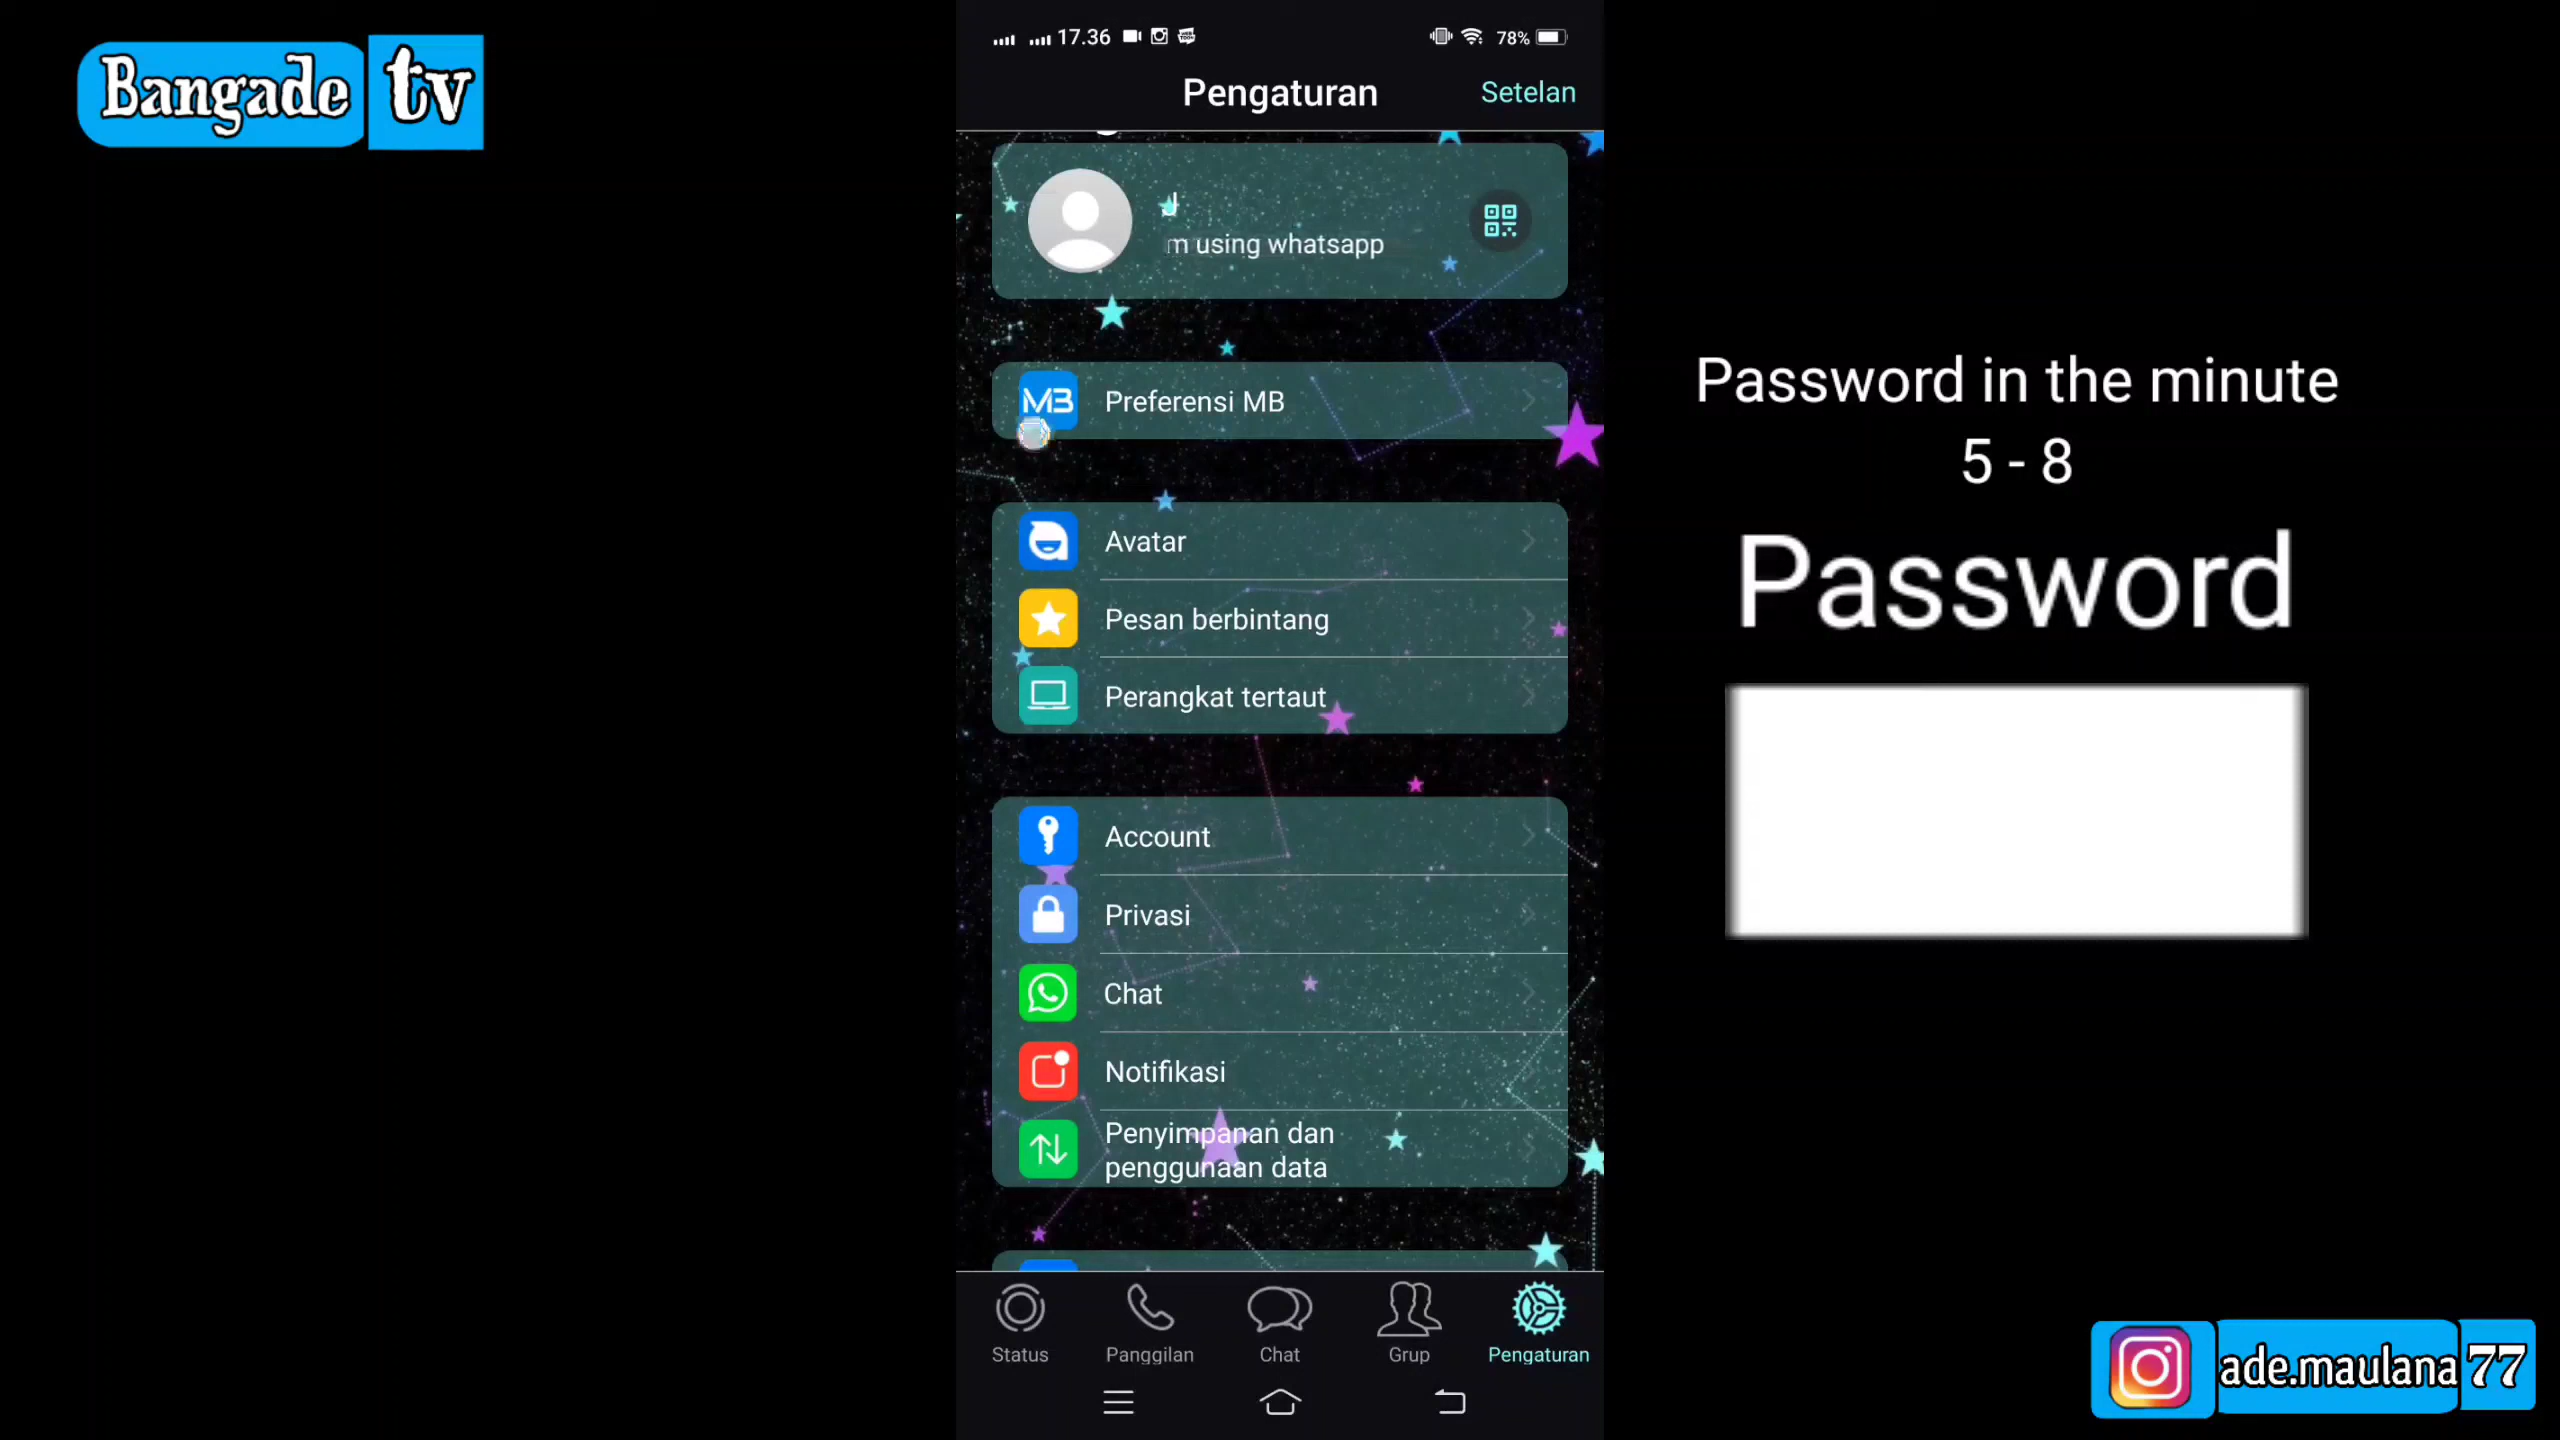 Bangade tv
17.36
78%
Pengaturan
Setelan
m using whatsapp
MB
Preferensi MB
Avatar
Pesan berbintang
Perangkat tertaut
Account
Privasi
Chat
Notifikasi
Penyimpanan dan
penggunaan data
Status
Panggilan
Chat
Grup
Pengaturan
Password in the minute
5 - 8
Password
ade.maulana 77